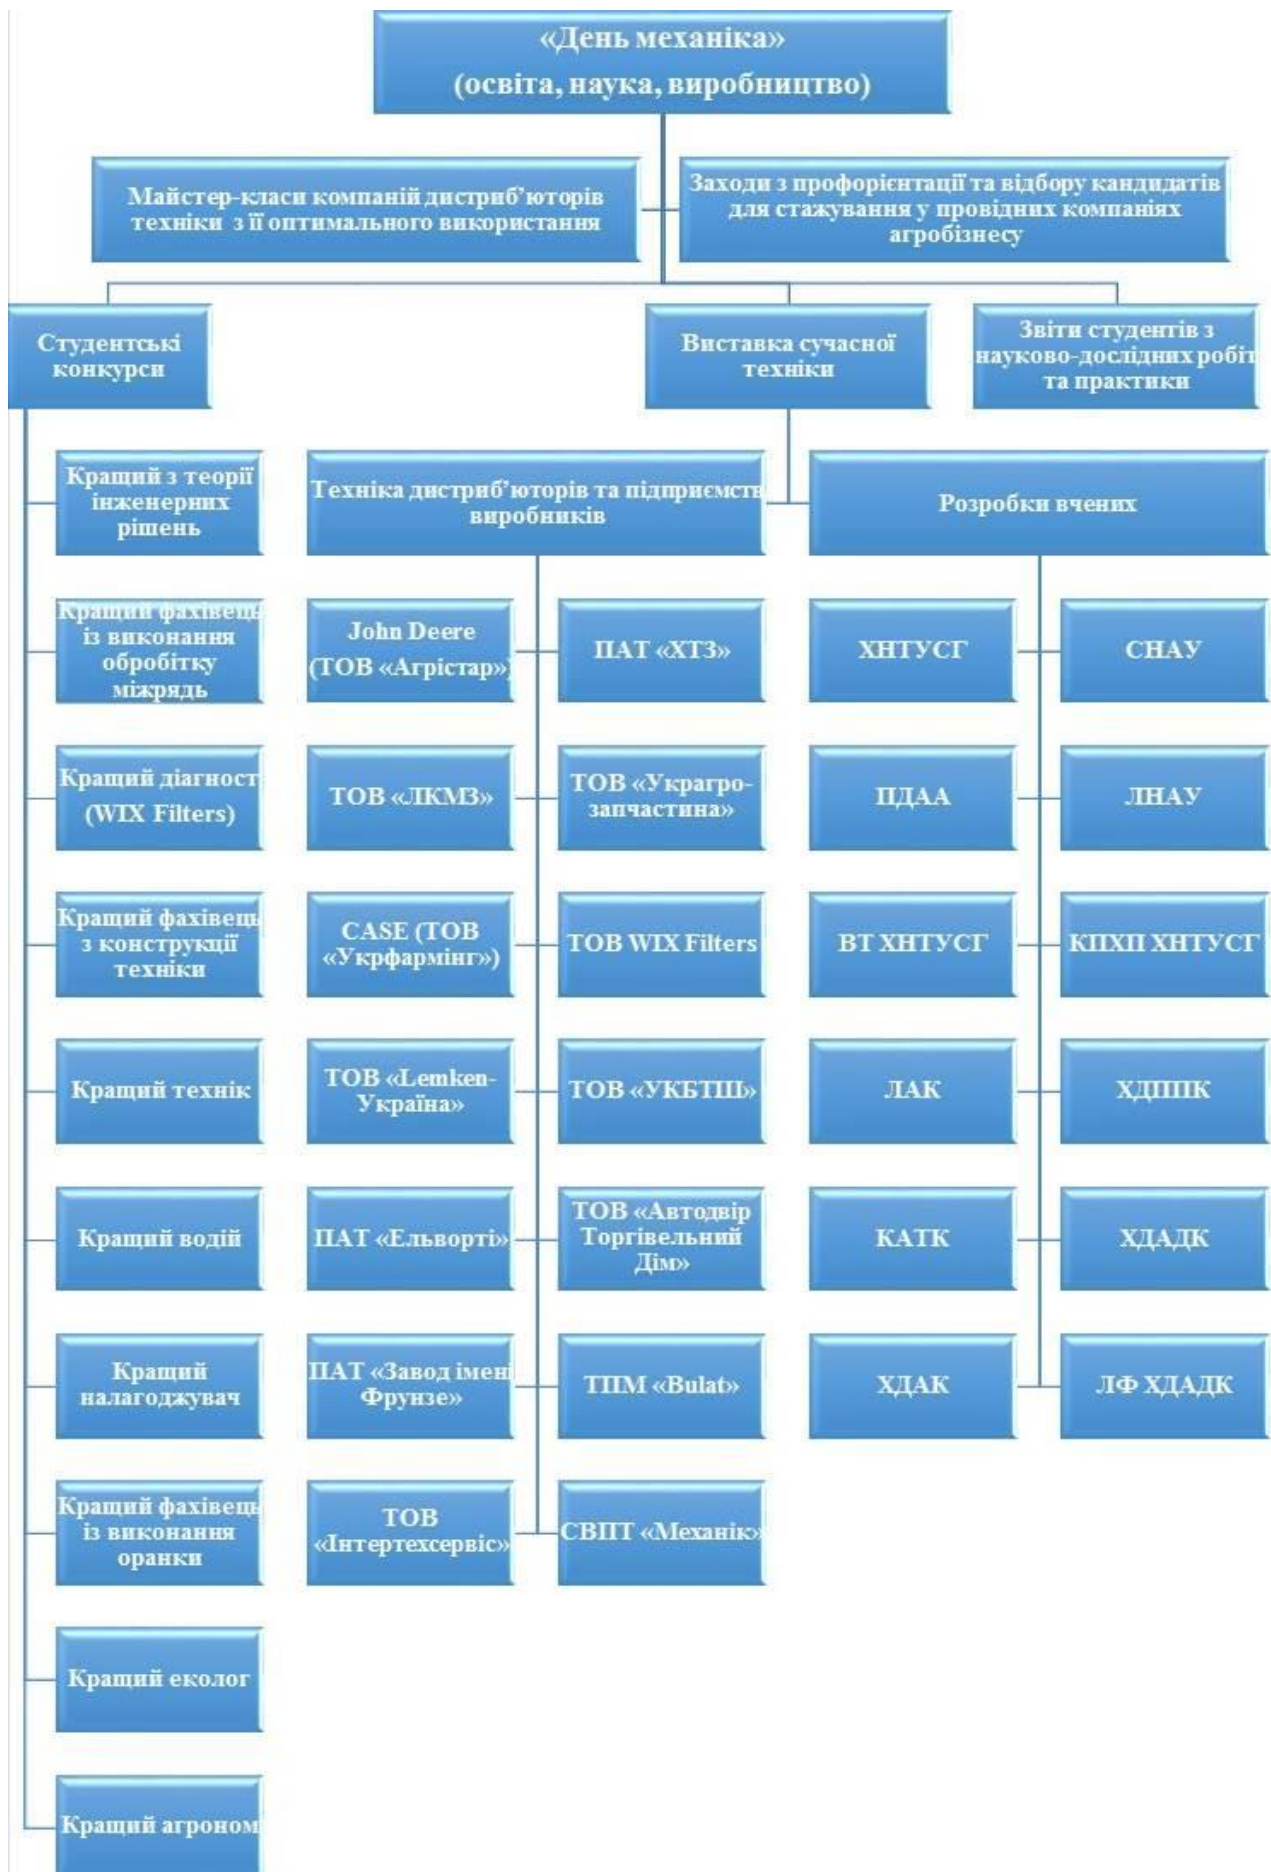 «День механіка»
(освіта, наука, виробництво)
Майстер-класи компаній дистриб’юторів
техніки з її оптимального використання
Заходи з профорієнтації та відбору кандидатів
для стажування у провідних компаніях
агробізнесу
Студентські
конкурси
Виставка сучасної
техніки
Звіти студентів з
науково-дослідних робіт
та практики
Кращий з теорії
інженерних
рішень
Техніка дистриб’юторів та підприємств
виробників
Розробки вчених
Кращий фахівець
із виконання
обробітку
міжрядь
John Deere
(ТОВ «Агрістар»)
ПАТ «ХТЗ»
ХНТУСГ
СНАУ
Кращий діагност
(WIX Filters)
ТОВ «ЛКМЗ»
ТОВ «Украгро-
запчастина»
ПДАА
ЛНАУ
Кращий фахівець
з конструкції
техніки
CASE (ТОВ
«Укрфармінг»)
ТОВ WIX Filters
ВТ ХНТУСГ
КПХП ХНТУСГ
Кращий технік
ТОВ «Lemken-
Україна»
ТОВ «УКБТШ»
ЛАК
ХДППК
Кращий водій
ПАТ «Ельворті»
ТОВ «Автодвір
Торгівельний
Дім»
КАТК
ХДАДК
Кращий
налагоджувач
ПАТ «Завод імені
Фрунзе»
ТПМ «Bulat»
ХДАК
ЛФ ХДАДК
Кращий фахівець
із виконання
оранки
ТОВ
«Інтертехсервіс»
СВПТ «Механік»
Кращий еколог
Кращий агроном